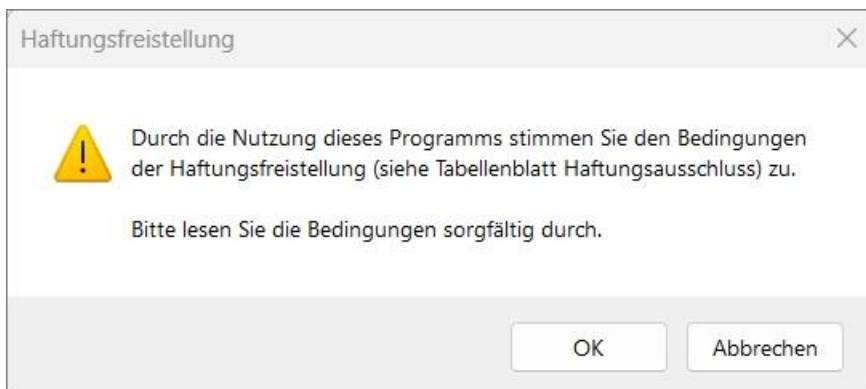 Haftungsfreistellung
Durch die Nutzung dieses Programms stimmen Sie den Bedingungen
der Haftungsfreistellung (siehe Tabellenblatt Haftungsausschluss) zu.
Bitte lesen Sie die Bedingungen sorgfältig durch.
OK
Abbrechen